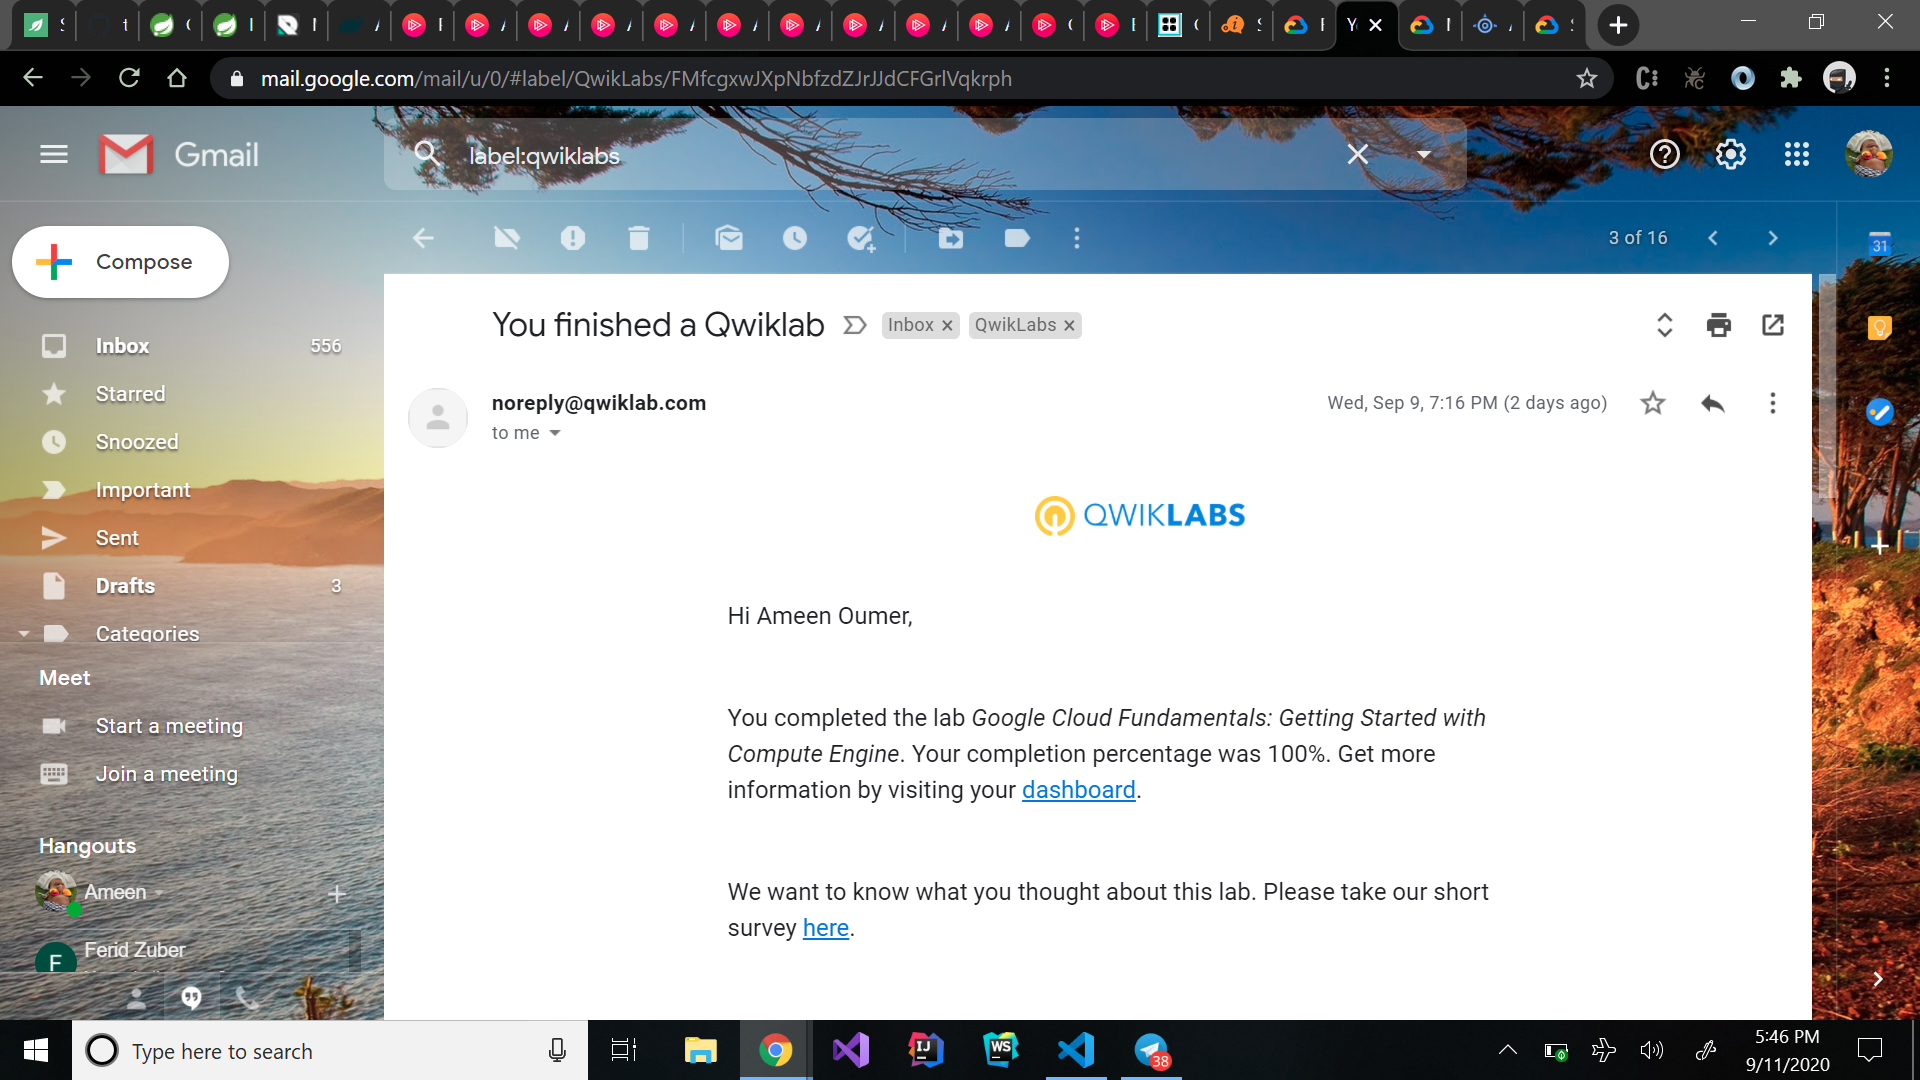 mail.google.com/mail/u/0/#label/QwikLabs/FMfcgxwJXpNbfzdZJrJJdCFGrlVqkrph
Gmail
label:qwiklabs
Compose
3 of 16
31
You finished a Qwiklab
Inbox
QwikLabs
Inbox 556
Starred
Snoozed
Important
Sent
Drafts 3
Categories
noreply@qwiklab.com
Wed, Sep 9, 7:16 PM (2 days ago)
to me
QWIKLABS
Hi Ameen Oumer,
You completed the lab Google Cloud Fundamentals: Getting Started with
Compute Engine. Your completion percentage was 100%. Get more
information by visiting your dashboard.
We want to know what you thought about this lab. Please take our short
survey here.
Meet
Start a meeting
Join a meeting
Hangouts
Ameen
Ferid Zuber
F
Type here to search
IJ
WS
38
5:46 PM
9/11/2020